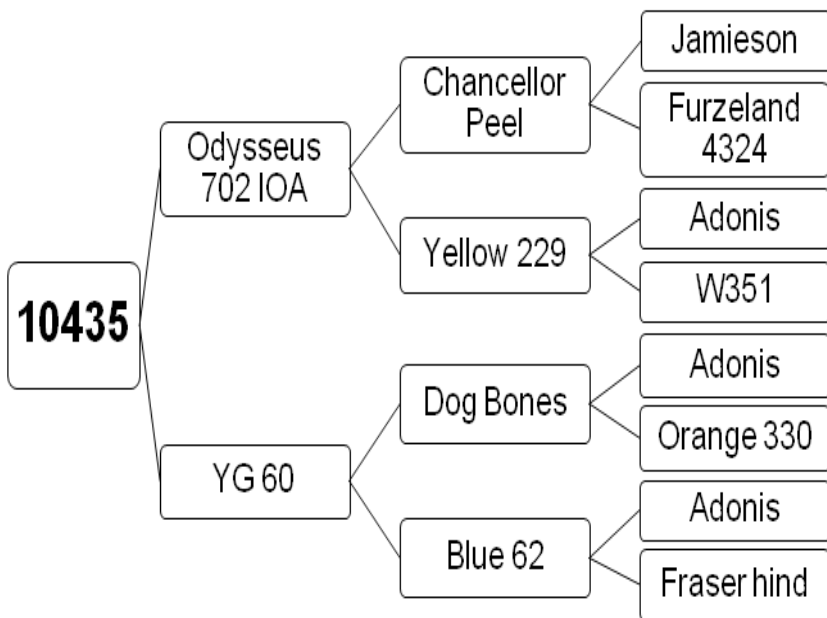 10435
Odysseus
702 IOA
YG 60
Chancellor
Peel
Yellow 229
Dog Bones
Blue 62
Jamieson
Furzeland
4324
Adonis
W351
Adonis
Orange 330
Adonis
Fraser hind